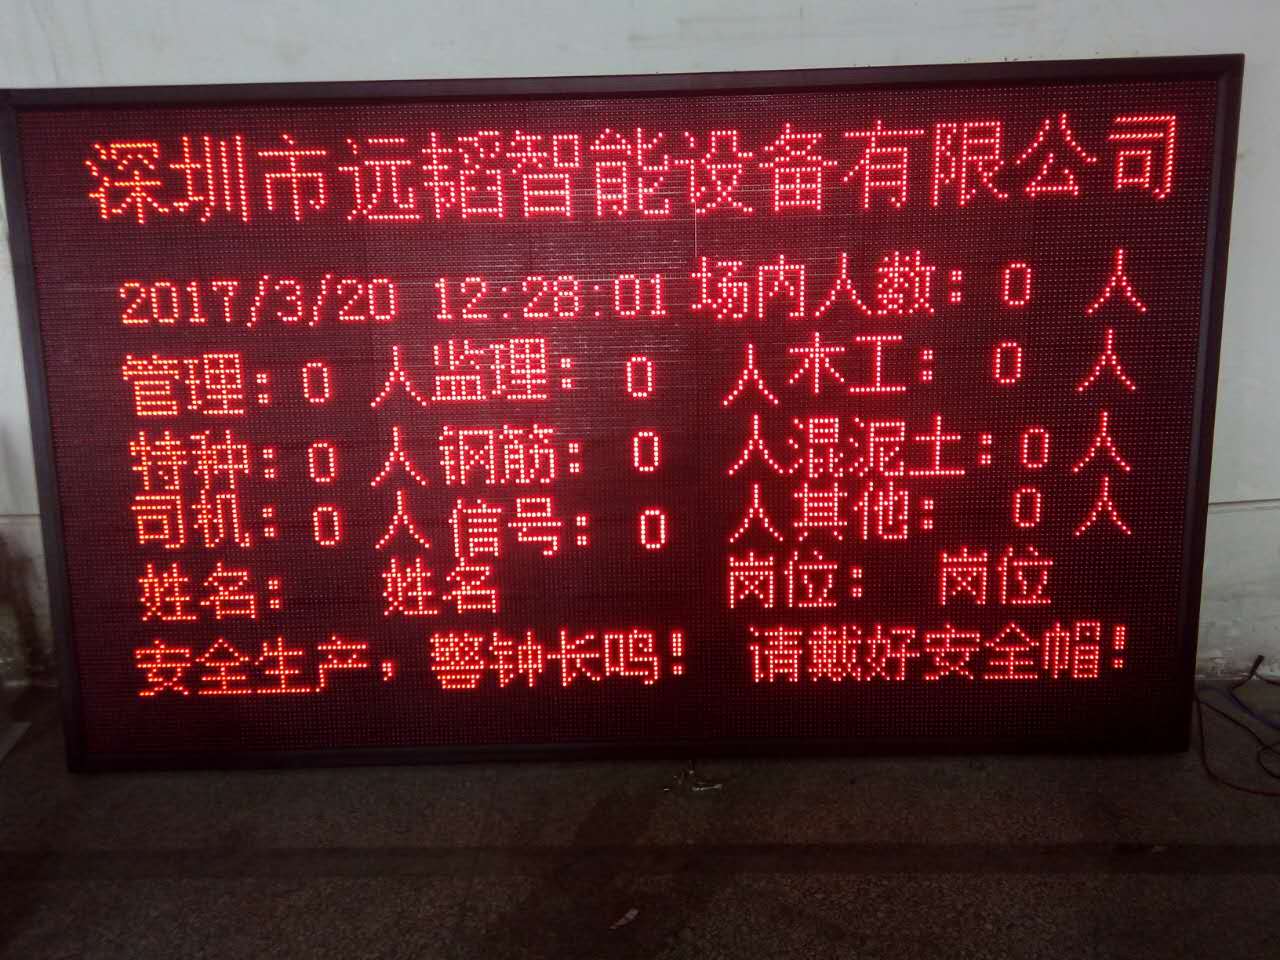 深圳市远韬智能设备有限公司
2017/3/20 12:28:01 场内人数: 0 人
管理: 0 人 监理: 0 人 木工: 0 人
特种: 0 人 钢筋: 0 人 混泥土: 0 人
司机: 0 人 信号: 0 人 其他: 0 人
姓名: 姓名 岗位: 岗位
安全生产，警钟长鸣! 请戴好安全帽!